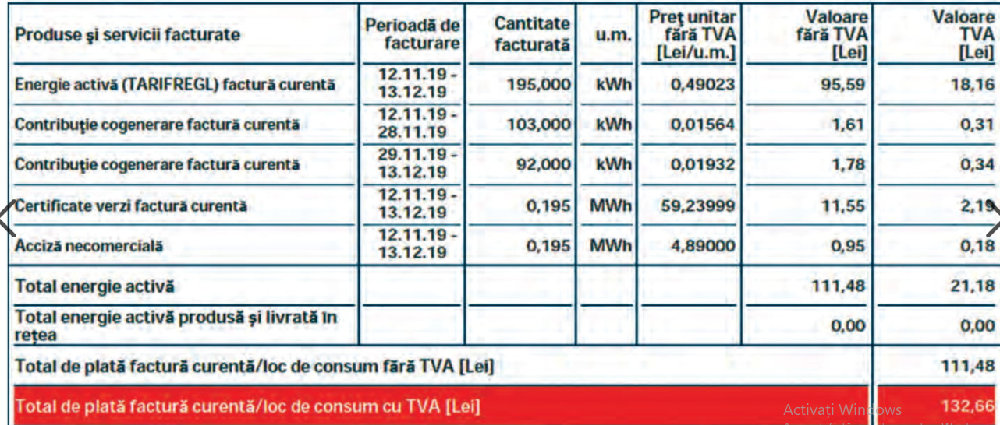 Produse şi servicii facturate Perioadă de facturare Cantitate facturată u.m. Preţ unitar fără TVA [Lei/u.m.] Valoare fără TVA [Lei] Valoare TVA [Lei]
Energie activă (TARIFREGL) factură curentă 12.11.19 - 13.12.19 195,000 kWh 0,49023 95,59 18,16
Contribuţie cogenerare factură curentă 12.11.19 - 28.11.19 103,000 kWh 0,01564 1,61 0,31
Contribuţie cogenerare factură curentă 29.11.19 - 13.12.19 92,000 kWh 0,01932 1,78 0,34
Certificate verzi factură curentă 12.11.19 - 13.12.19 0,195 MWh 59,23999 11,55 2,19
Acciză necomercială 12.11.19 - 13.12.19 0,195 MWh 4,89000 0,95 0,18
Total energie activă 111,48 21,18
Total energie activă produsă și livrată în rețea 0,00 0,00
Total de plată factură curentă/loc de consum fără TVA [Lei] 111,48
Total de plată factură curentă/loc de consum cu TVA [Lei] 132,66
Activați Windows